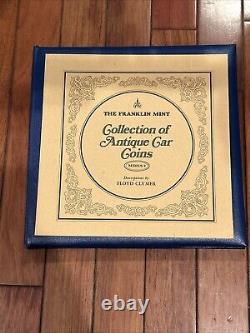 THE FRANKLIN MINT
Collection of
Antique Car
Coins
Descriptions by
FLOYD CLYMER